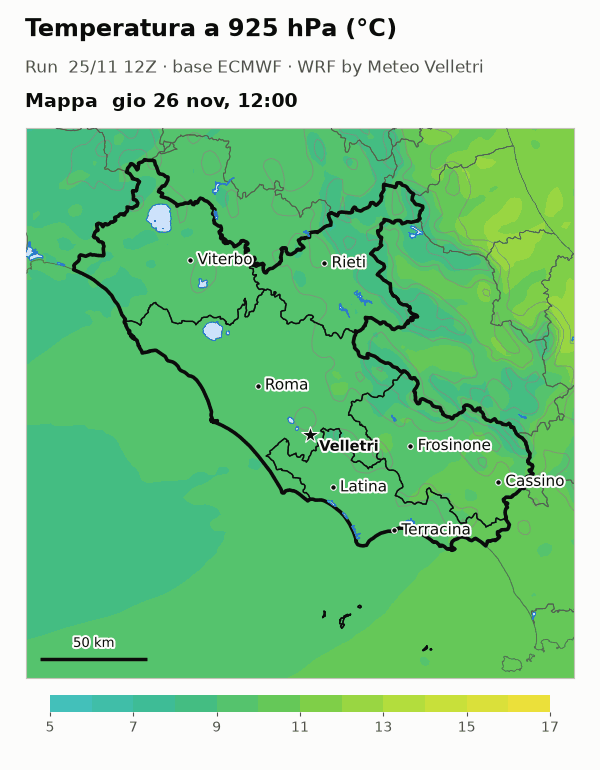 Temperatura a 925 hPa (°C)
Run  25/11 12Z · base ECMWF · WRF by Meteo Velletri
Mappa  gio 26 nov, 12:00
Viterbo
Rieti
Roma
Velletri
Frosinone
Cassino
Latina
Terracina
50 km
5 7 9 11 13 15 17